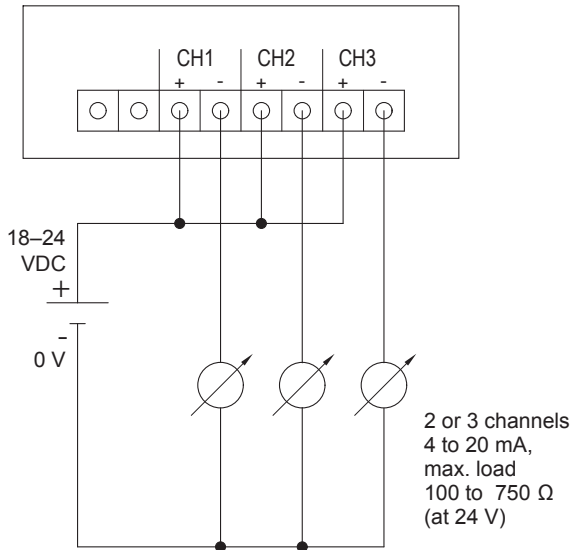 CH1 CH2 CH3
+ - + - + -
18–24
VDC
+
-
0 V
2 or 3 channels
4 to 20 mA,
max. load
100 to 750 Ω
(at 24 V)